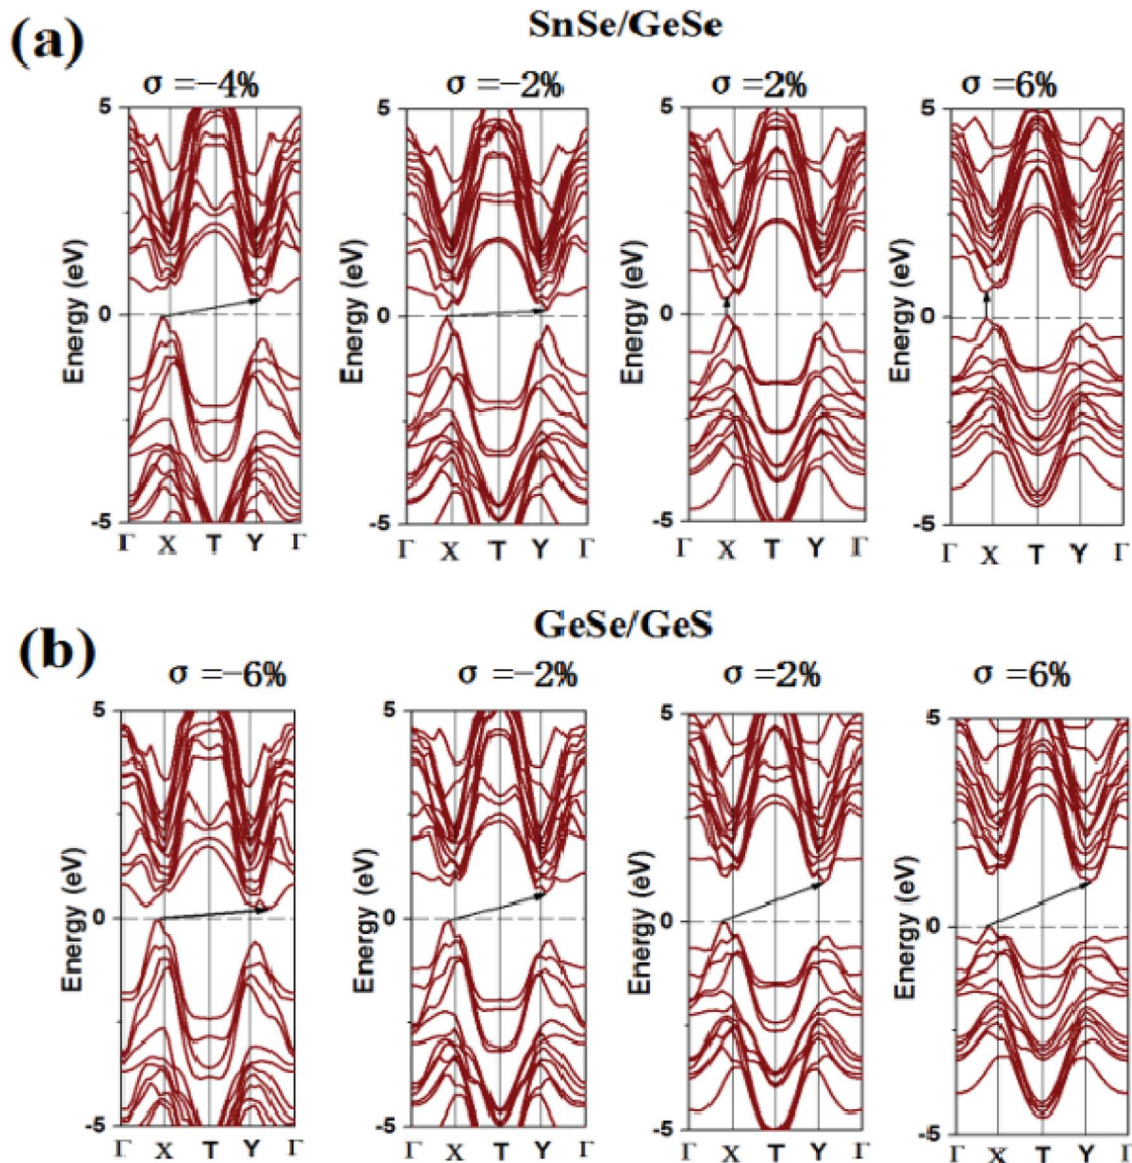 (a)
SnSe/GeSe
σ =−4% σ =−2% σ =2% σ =6%
5 5 5 5
Energy (eV) Energy (eV) Energy (eV) Energy (eV)
0 0 0 0
-5 -5 -5 -5
Γ X T Y Γ Γ X T Y Γ Γ X T Y Γ Γ X T Y Γ
(b)
GeSe/GeS
σ =−6% σ =−2% σ =2% σ =6%
5 5 5 5
Energy (eV) Energy (eV) Energy (eV) Energy (eV)
0 0 0 0
-5 -5 -5 -5
Γ X T Y Γ Γ X T Y Γ Γ X T Y Γ Γ X T Y Γ